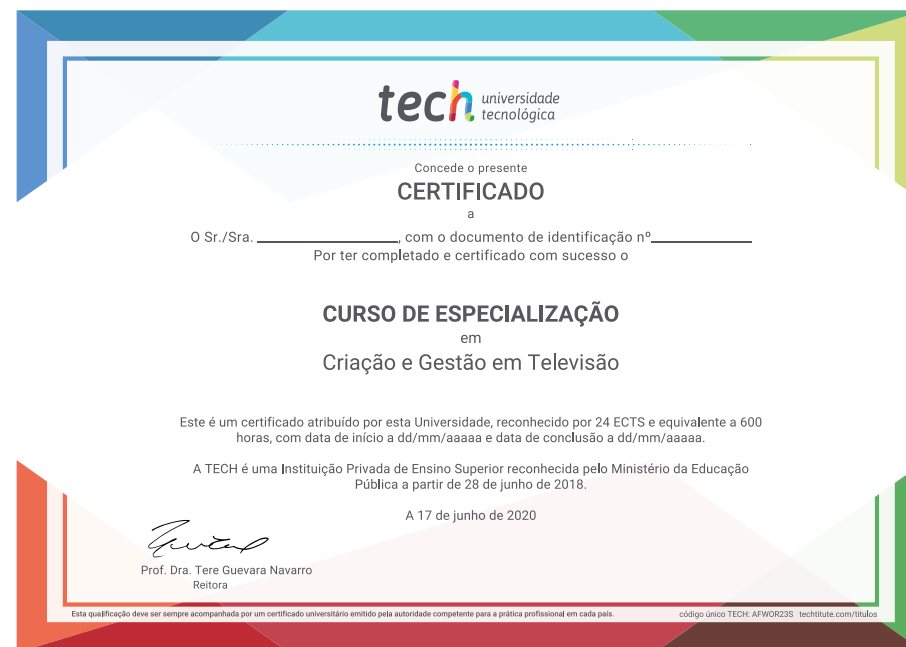 tech universidade
tecnológica
Concede o presente
CERTIFICADO
a
O Sr./Sra. ______________, com o documento de identificação nº__________
Por ter completado e certificado com sucesso o
CURSO DE ESPECIALIZAÇÃO
em
Criação e Gestão em Televisão
Este é um certificado atribuído por esta Universidade, reconhecido por 24 ECTS e equivalente a 600
horas, com data de início a dd/mm/aaaaa e data de conclusão a dd/mm/aaaaa.
A TECH é uma Instituição Privada de Ensino Superior reconhecida pelo Ministério da Educação
Pública a partir de 28 de junho de 2018.
A 17 de junho de 2020
Prof. Dra. Tere Guevara Navarro
Reitora
Esta qualificação deve ser sempre acompanhada por um certificado universitário emitido pela autoridade competente para a prática profissional em cada país.
código único TECH: AFWOR23S techtitute.com/titulos